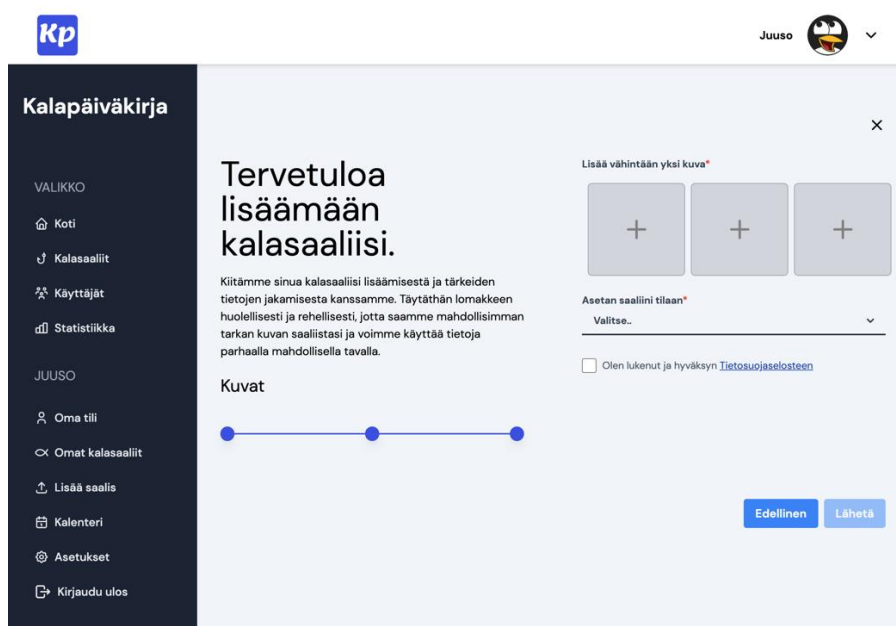 Kp
Juuso
Kalapäiväkirja
VALIKKO
Koti
Kalasaaliit
Käyttäjät
Statistiikka
JUUSO
Oma tili
Omat kalasaaliit
Lisää saalis
Kalenteri
Asetukset
Kirjaudu ulos
Tervetuloa
lisäämään
kalasaaliisi.
Kiitämme sinua kalasaaliisi lisäämisestä ja tärkeiden
tietojen jakamisesta kanssamme. Täytäthän lomakkeen
huolellisesti ja rehellisesti, jotta saamme mahdollisimman
tarkan kuvan saaliistasi ja voimme käyttää tietoja
parhaalla mahdollisella tavalla.
Kuvat
Lisää vähintään yksi kuva*
Asetan saaliini tilaan*
Valitse..
Olen lukenut ja hyväksyn Tietosuojaselosteen
Edellinen
Lähetä